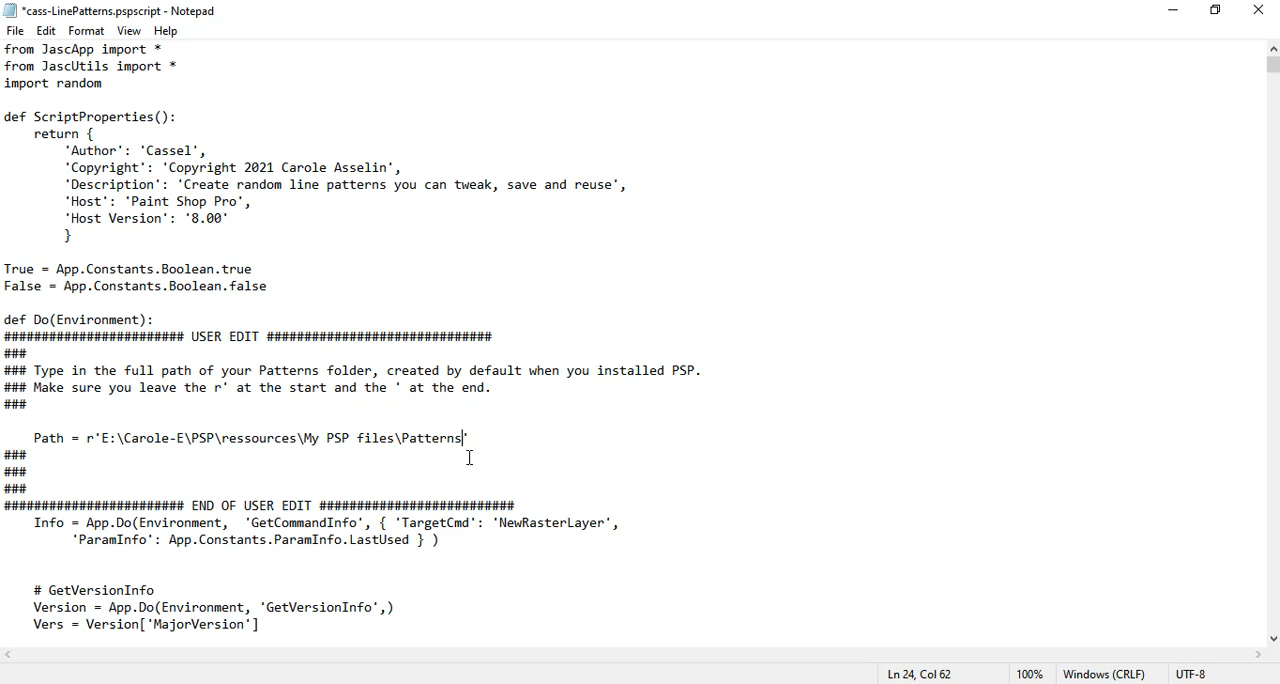 *cass-LinePatterns.pspscript - Notepad
File Edit Format View Help
from JascApp import *
from JascUtils import *
import random
def ScriptProperties():
return {
'Author': 'Cassel',
'Copyright': 'Copyright 2021 Carole Asselin',
'Description': 'Create random line patterns you can tweak, save and reuse',
'Host': 'Paint Shop Pro',
'Host Version': '8.00'
}
True = App.Constants.Boolean.true
False = App.Constants.Boolean.false
def Do(Environment):
######################## USER EDIT ##############################
###
### Type in the full path of your Patterns folder, created by default when you installed PSP.
### Make sure you leave the r' at the start and the ' at the end.
###
Path = r'E:\Carole-E\PSP\ressources\My PSP files\Patterns'
###
###
###
######################## END OF USER EDIT ##########################
Info = App.Do(Environment, 'GetCommandInfo', { 'TargetCmd': 'NewRasterLayer',
'ParamInfo': App.Constants.ParamInfo.LastUsed } )
# GetVersionInfo
Version = App.Do(Environment, 'GetVersionInfo',)
Vers = Version['MajorVersion']
Ln 24, Col 62 100% Windows (CRLF) UTF-8